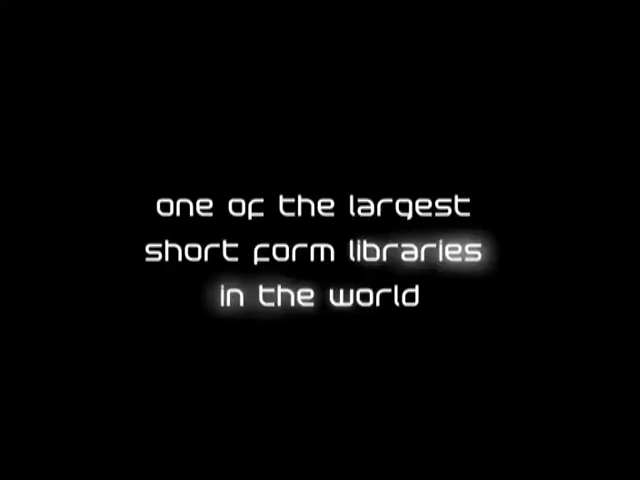 one of the largest
short form libraries
in the world